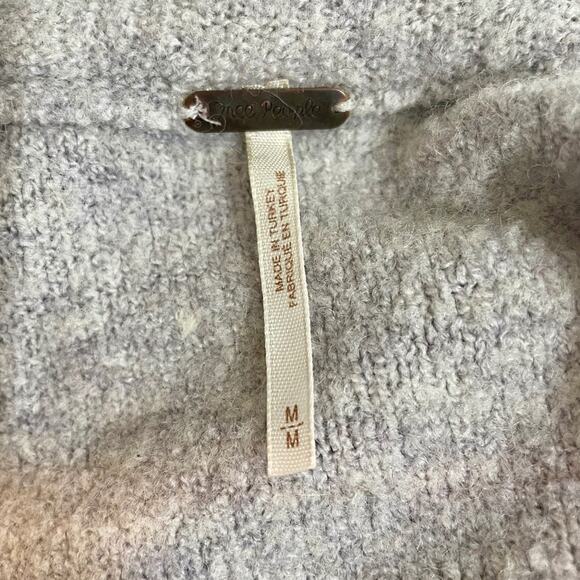 Free People
MADE IN TURKEY
FABRIQUÉ EN TURQUIE
M
M